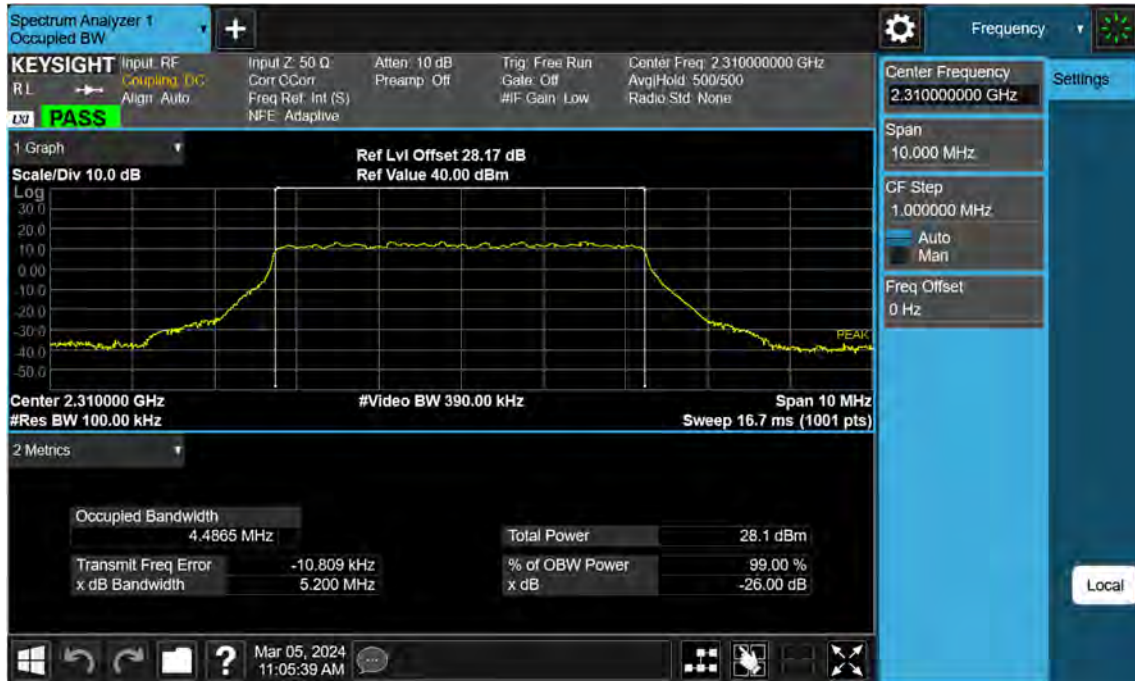 Spectrum Analyzer 1
Occupied BW
Frequency
KEYSIGHT
RL
LXI PASS
Input: RF
Coupling: DC
Align: Auto
Input Z: 50 Ω
Corr CCorr
Freq Ref: Int (S)
NFE: Adaptive
Atten: 10 dB
Preamp: Off
Trig: Free Run
Gate: Off
#IF Gain: Low
Center Freq: 2.310000000 GHz
Avg|Hold: 500/500
Radio Std: None
Center Frequency
2.310000000 GHz
Settings
Span
10.000 MHz
CF Step
1.000000 MHz
Auto
Man
Freq Offset
0 Hz
1 Graph
Ref Lvl Offset 28.17 dB
Scale/Div 10.0 dB
Ref Value 40.00 dBm
Log
30.0
20.0
10.0
0.00
-10.0
-20.0
-30.0
PEAK
-40.0
-50.0
Center 2.310000 GHz
#Video BW 390.00 kHz
Span 10 MHz
#Res BW 100.00 kHz
Sweep 16.7 ms (1001 pts)
2 Metrics
Occupied Bandwidth
4.4865 MHz
Total Power 28.1 dBm
Transmit Freq Error -10.809 kHz
% of OBW Power 99.00 %
x dB Bandwidth 5.200 MHz
x dB -26.00 dB
Local
?
Mar 05, 2024
11:05:39 AM